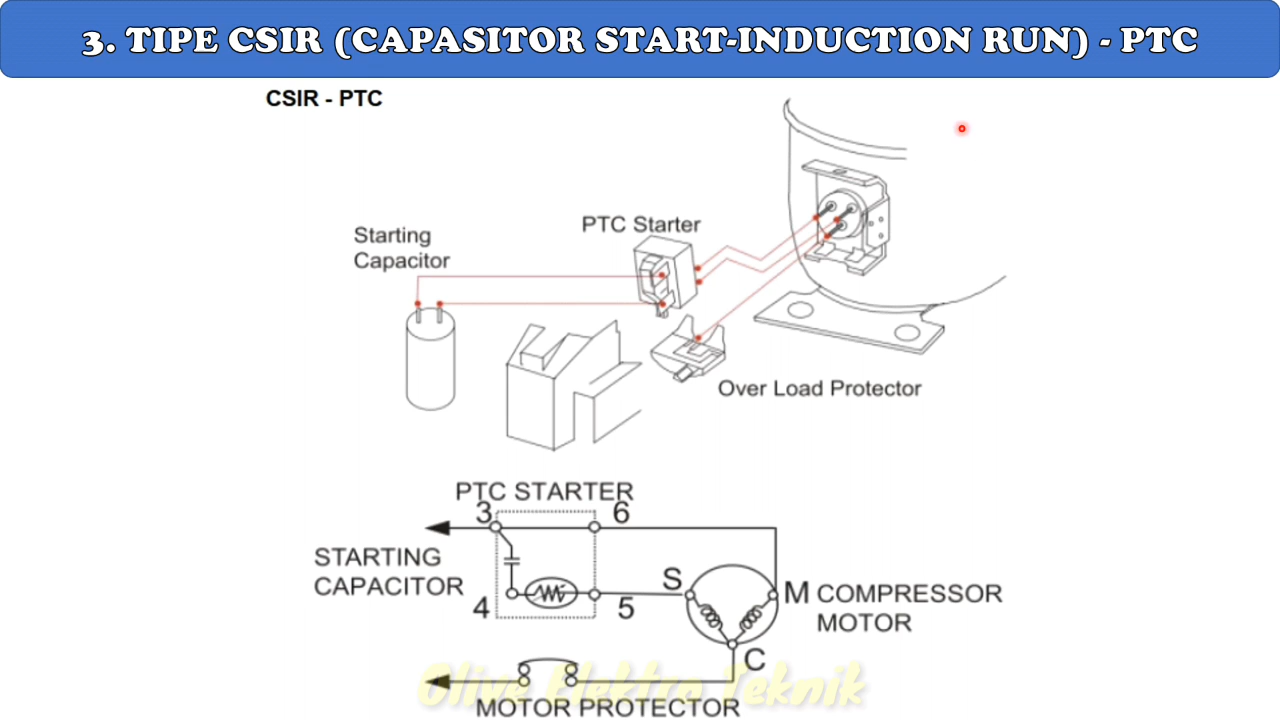 3. TIPE CSIR (CAPASITOR START-INDUCTION RUN) - PTC
CSIR - PTC
PTC Starter
Starting
Capacitor
Over Load Protector
PTC STARTER
3
6
STARTING
CAPACITOR
S
M
COMPRESSOR
MOTOR
4
5
C
Olive Elektro Teknik
MOTOR PROTECTOR